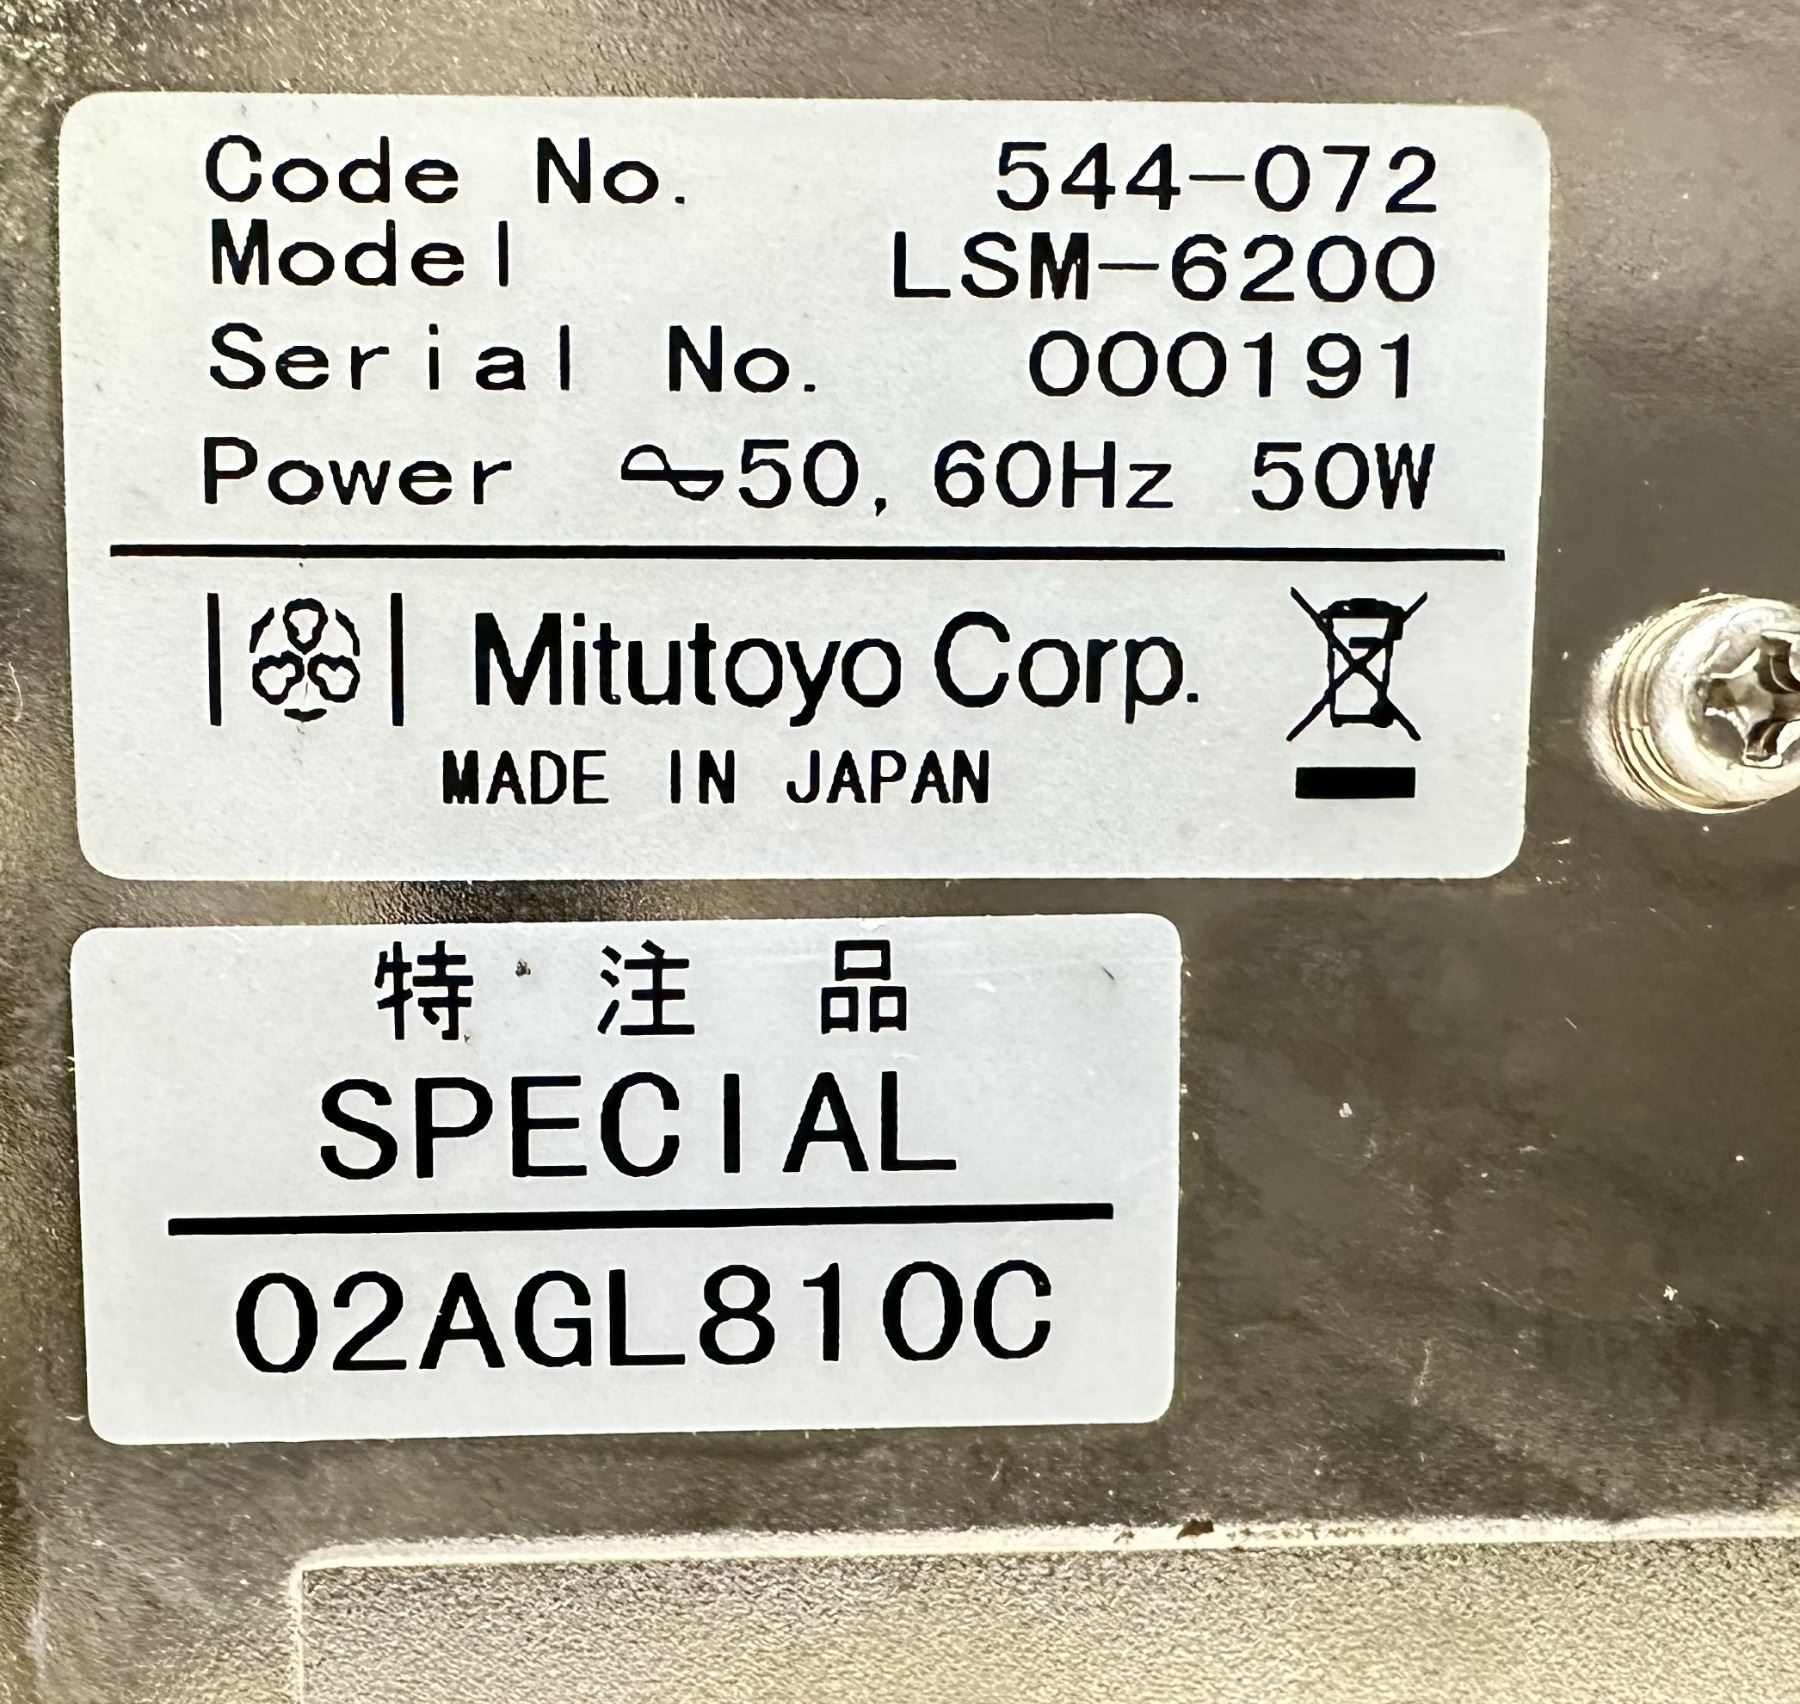 Code No. 544-072
Model LSM-6200
Serial No. 000191
Power 50, 60Hz 50W
Mitutoyo Corp.
MADE IN JAPAN
特注品
SPECIAL
02AGL810C